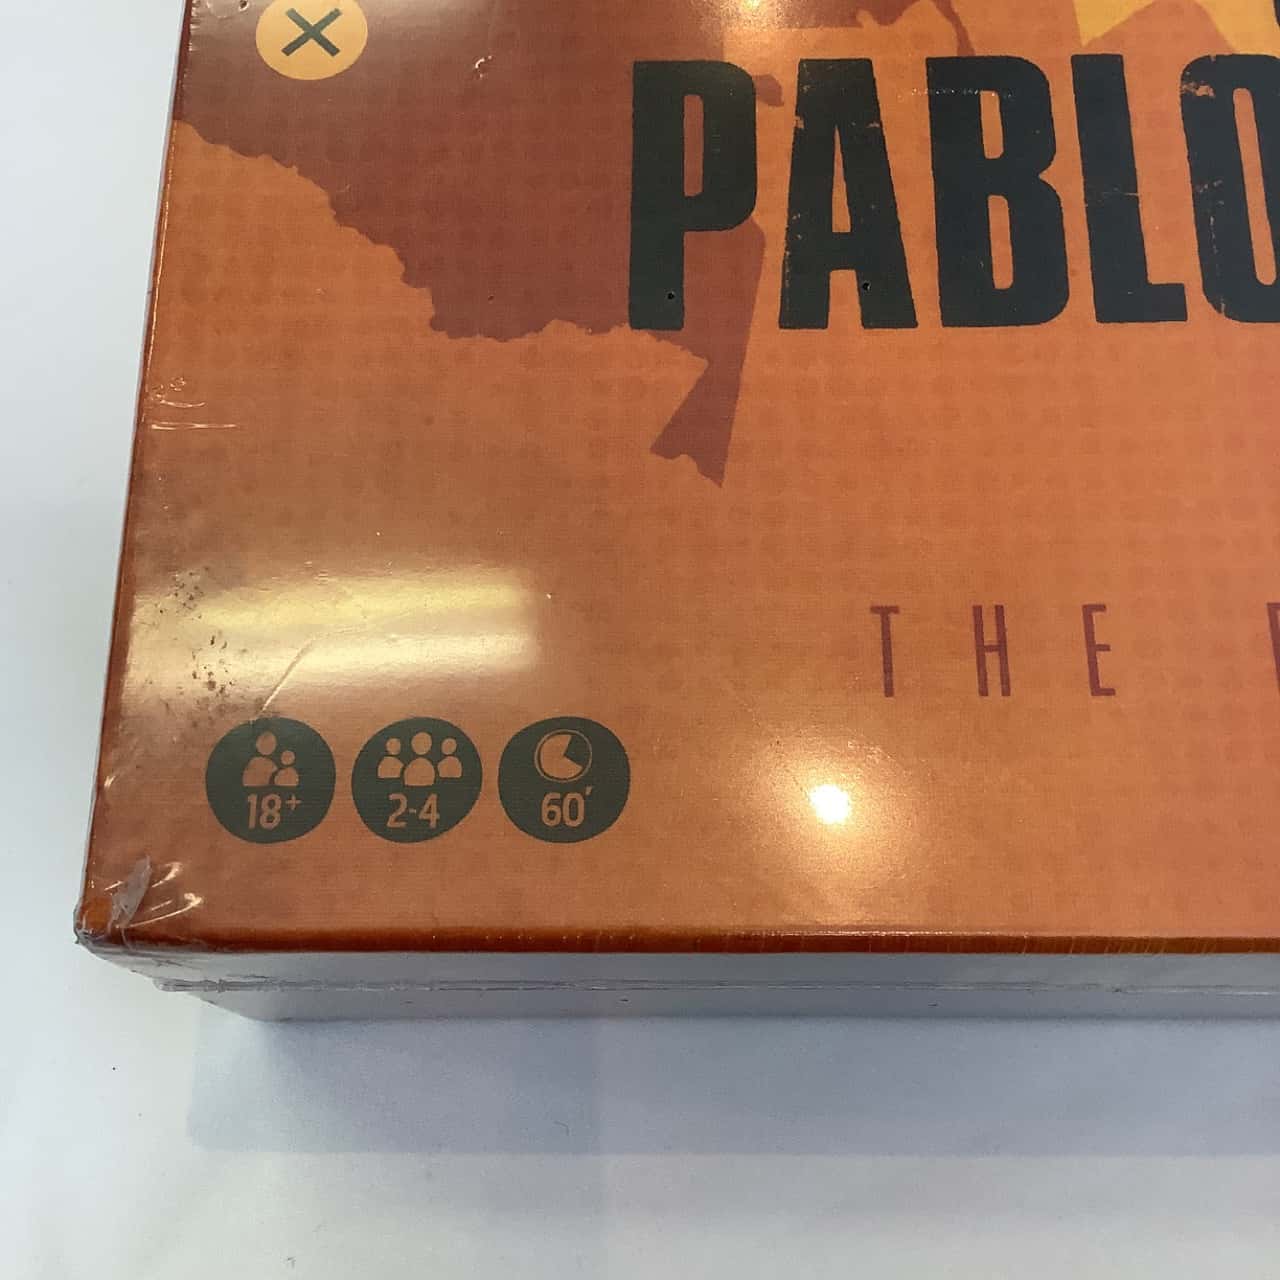 PABLO
THE
18+
2-4
60′